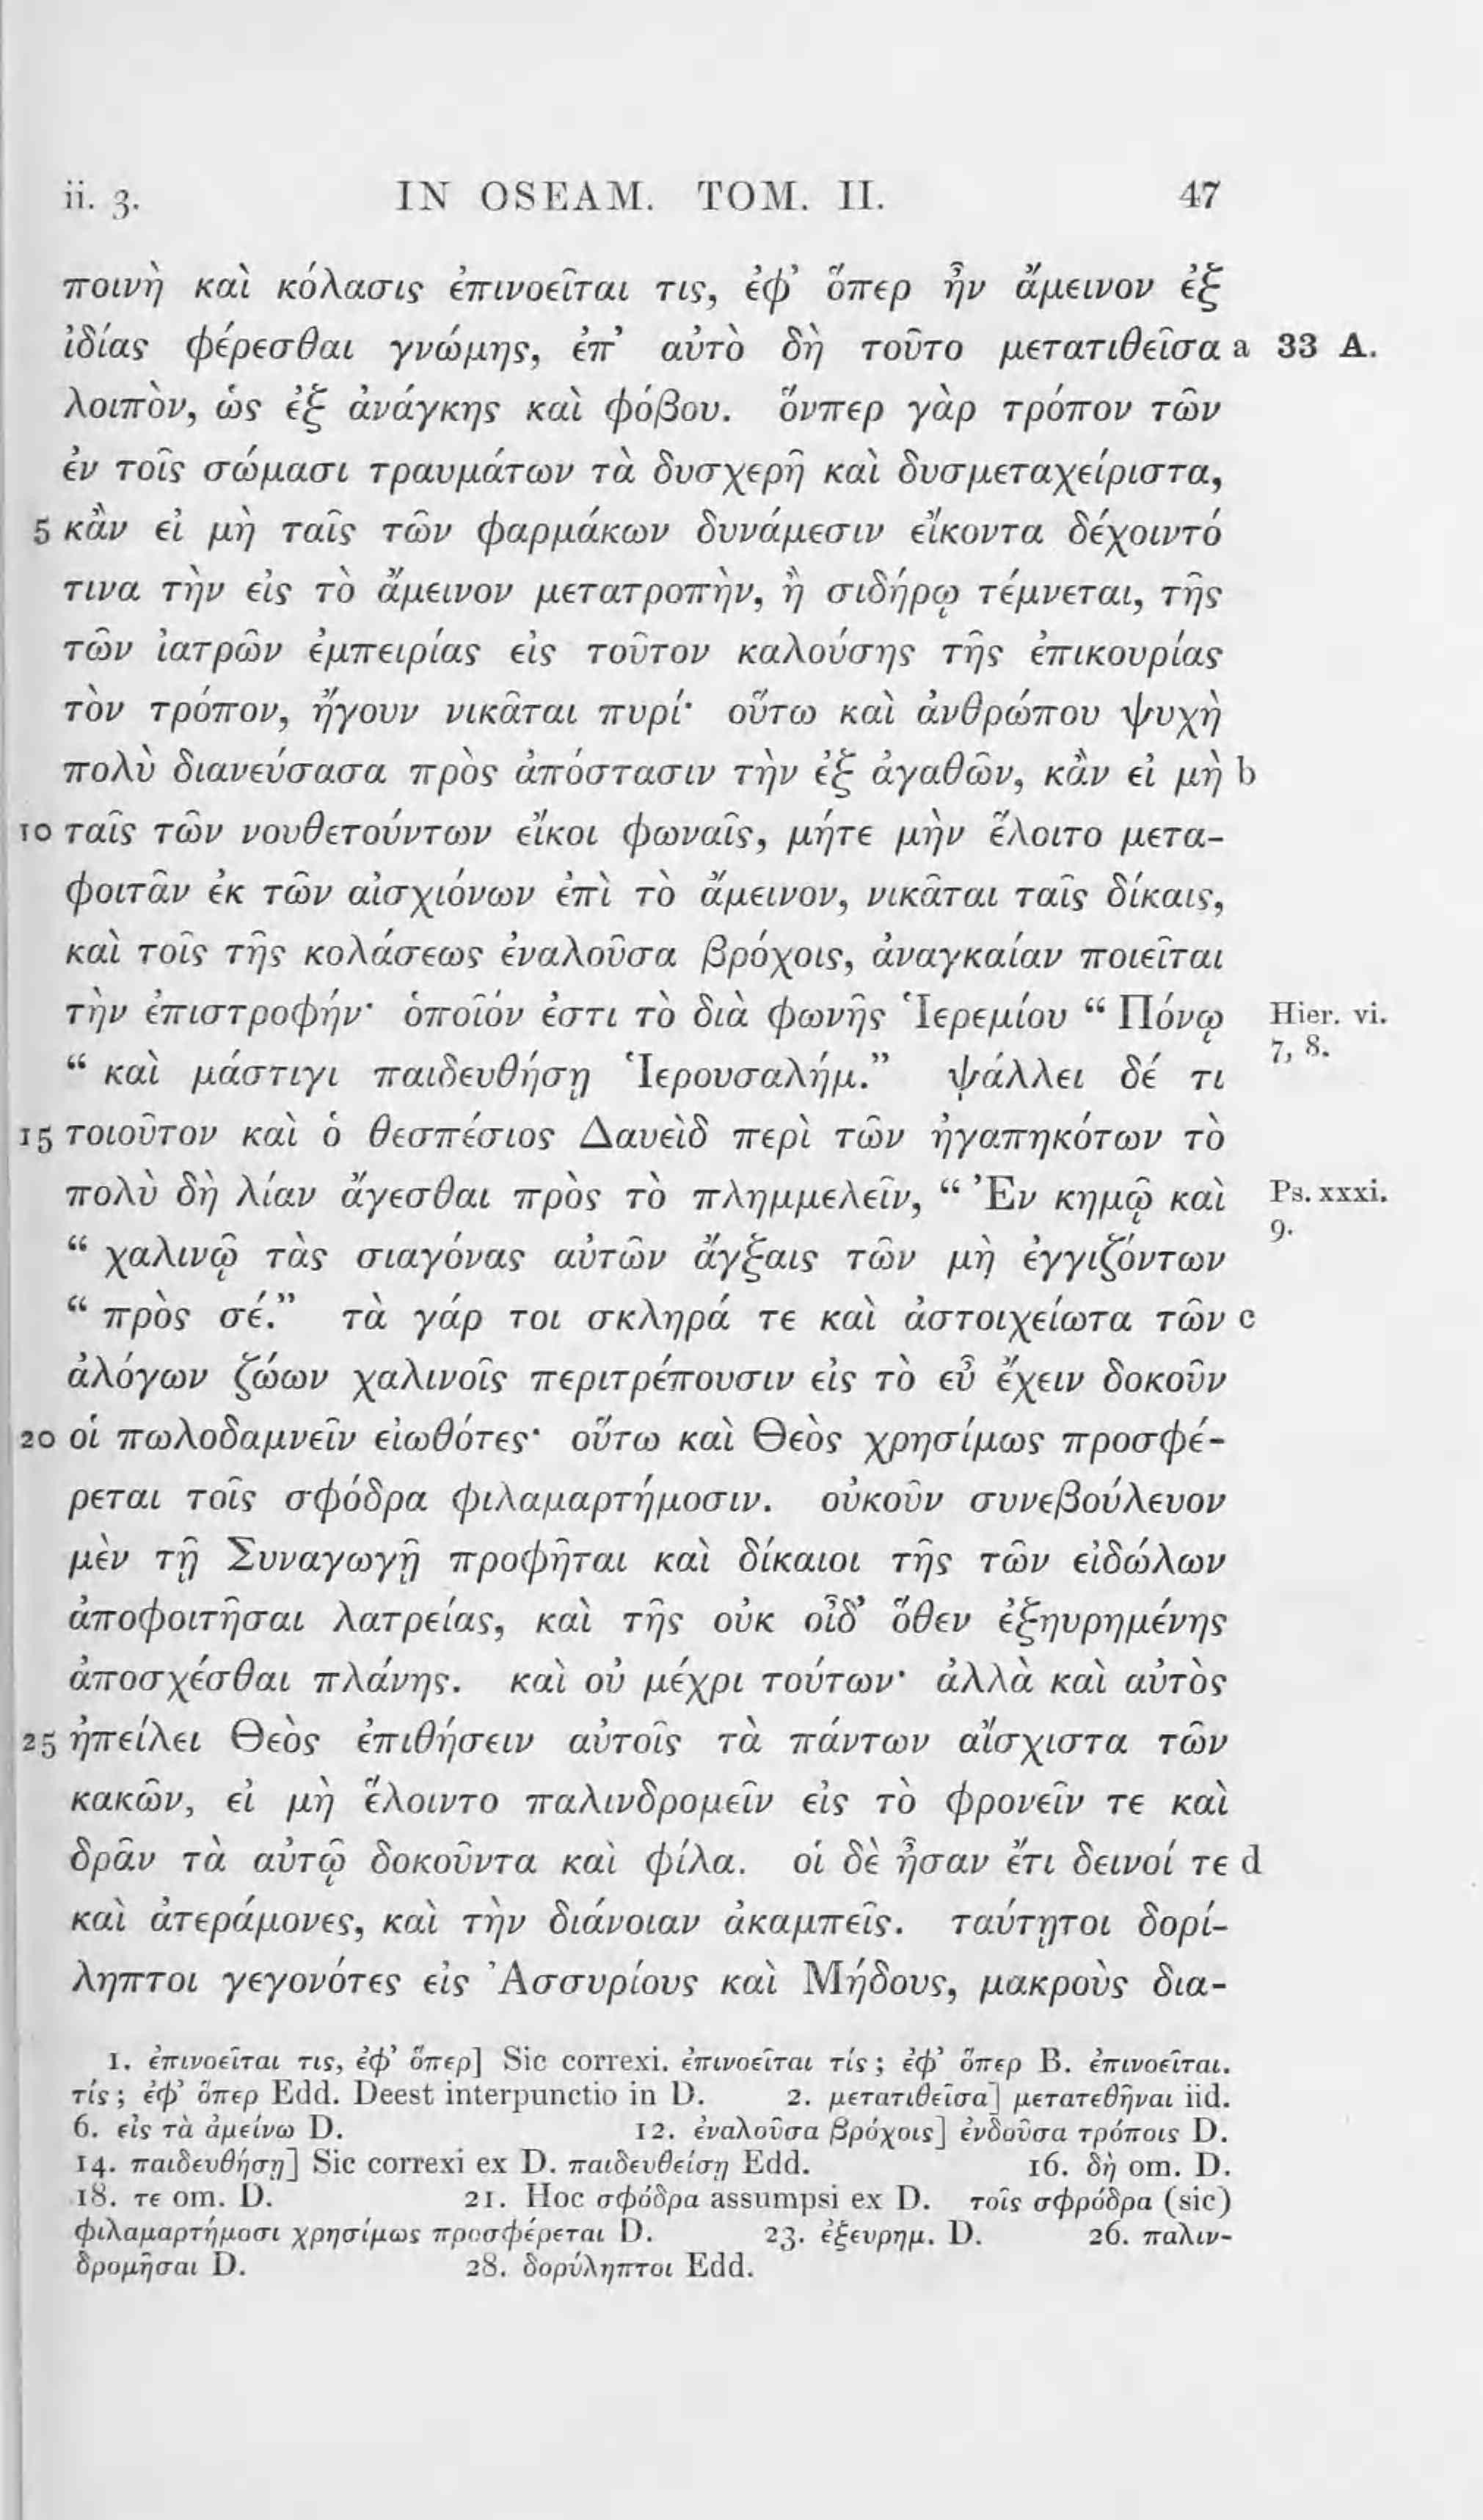 ii. 3. IN OSEAM. TOM. II. 47
ποινὴ καὶ κόλασις ἐπινοεῖται τις, ἐφ’ ὅπερ ἦν ἄμεινον ἐξ
ἰδίας φέρεσθαι γνώμης, ἐπ’ αὐτὸ δὴ τοῦτο μετατιθεῖσα a 33 A.
λοιπὸν, ὡς ἐξ ἀνάγκης καὶ φόβου. ὅνπερ γὰρ τρόπον τῶν
ἐν τοῖς σώμασι τραυμάτων τὰ δυσχερῆ καὶ δυσμεταχείριστα,
5 κἂν εἰ μὴ ταῖς τῶν φαρμάκων δυνάμεσιν εἴκοντα δέχοιντό
τινα τὴν εἰς τὸ ἄμεινον μετατροπὴν, ἢ σιδήρῳ τέμνεται, τῆς
τῶν ἰατρῶν ἐμπειρίας εἰς τοῦτον καλούσης τῆς ἐπικουρίας
τὸν τρόπον, ἤγουν νικᾶται πυρί· οὕτω καὶ ἀνθρώπου ψυχὴ
πολὺ διανεύσασα πρὸς ἀπόστασιν τὴν ἐξ ἀγαθῶν, κἂν εἰ μὴ b
10 ταῖς τῶν νουθετούντων εἴκοι φωναῖς, μήτε μὴν ἕλοιτο μετα-
φοιτᾶν ἐκ τῶν αἰσχιόνων ἐπὶ τὸ ἄμεινον, νικᾶται ταῖς δίκαις,
καὶ τοῖς τῆς κολάσεως ἐναλοῦσα βρόχοις, ἀναγκαίαν ποιεῖται
τὴν ἐπιστροφήν· ὁποῖόν ἐστι τὸ διὰ φωνῆς Ἱερεμίου “ Πόνῳ Hier. vi.
7, 8.
“ καὶ μάστιγι παιδευθήσῃ Ἱερουσαλήμ.” ψάλλει δέ τι
15 τοιοῦτον καὶ ὁ θεσπέσιος Δαυεὶδ περὶ τῶν ἠγαπηκότων τὸ
πολὺ δὴ λίαν ἄγεσθαι πρὸς τὸ πλημμελεῖν, “ Ἐν κημῷ καὶ Ps. xxxi.
9.
“ χαλινῷ τὰς σιαγόνας αὐτῶν ἄγξαις τῶν μὴ ἐγγιζόντων
“ πρὸς σέ.” τὰ γάρ τοι σκληρά τε καὶ ἀστοιχείωτα τῶν c
ἀλόγων ζώων χαλινοῖς περιτρέπουσιν εἰς τὸ εὖ ἔχειν δοκοῦν
20 οἱ πωλοδαμνεῖν εἰωθότες· οὕτω καὶ Θεὸς χρησίμως προσφέ-
ρεται τοῖς σφόδρα φιλαμαρτήμοσιν. οὐκοῦν συνεβούλευον
μὲν τῇ Συναγωγῇ προφῆται καὶ δίκαιοι τῆς τῶν εἰδώλων
ἀποφοιτῆσαι λατρείας, καὶ τῆς οὐκ οἶδ’ ὅθεν ἐξηυρημένης
ἀποσχέσθαι πλάνης. καὶ οὐ μέχρι τούτων· ἀλλὰ καὶ αὐτὸς
25 ἠπείλει Θεὸς ἐπιθήσειν αὐτοῖς τὰ πάντων αἴσχιστα τῶν
κακῶν, εἰ μὴ ἕλοιντο παλινδρομεῖν εἰς τὸ φρονεῖν τε καὶ
δρᾶν τὰ αὐτῷ δοκοῦντα καὶ φίλα. οἱ δὲ ἦσαν ἔτι δεινοί τε d
καὶ ἀτεράμονες, καὶ τὴν διάνοιαν ἀκαμπεῖς. ταύτῃτοι δορί-
ληπτοι γεγονότες εἰς Ἀσσυρίους καὶ Μήδους, μακροὺς δια-
1. ἐπινοεῖται τις, ἐφ’ ὅπερ] Sic correxi. ἐπινοεῖται τίς ; ἐφ’ ὅπερ B. ἐπινοεῖται.
τίς ; ἐφ’ ὅπερ Edd. Deest interpunctio in D. 2. μετατιθεῖσα] μετατεθῆναι iid.
6. εἰς τὰ ἀμείνω D. 12. ἐναλοῦσα βρόχοις] ἐνδοῦσα τρόποις D.
14. παιδευθήσῃ] Sic correxi ex D. παιδευθείσῃ Edd. 16. δὴ om. D.
18. τε om. D. 21. Hoc σφόδρα assumpsi ex D. τοῖς σφρόδρα (sic)
φιλαμαρτήμοσι χρησίμως προσφέρεται D. 23. ἐξευρημ. D. 26. παλιν-
δρομῆσαι D. 28. δορύληπτοι Edd.